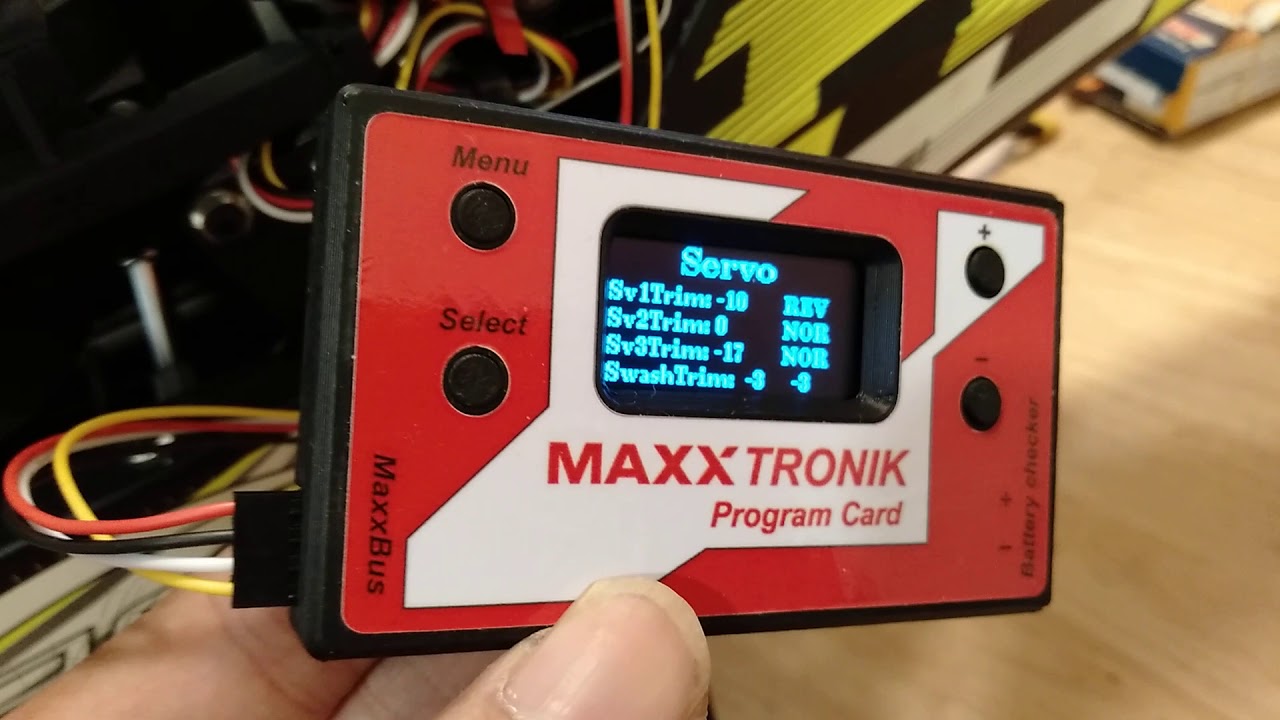 Menu
Select
Servo
Sv1Trim: -10 REV
Sv2Trim: 0 NOR
Sv3Trim: -17 NOR
SwashTrim: -3 -3
+
-
MAXXTRONIK
Program Card
MaxxBus
- +
Battery checker